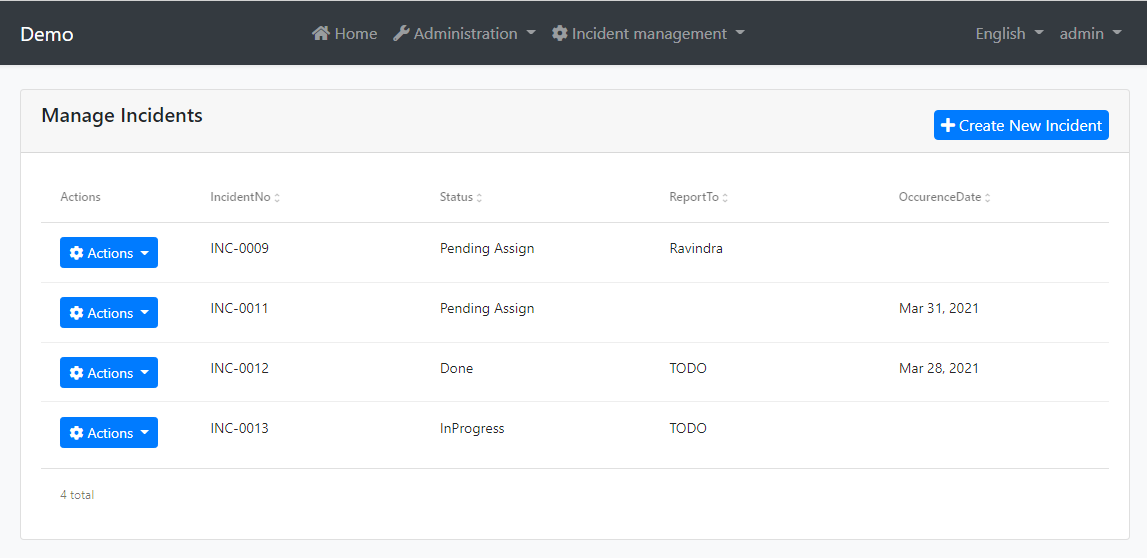 Demo Home Administration Incident management English admin
Manage Incidents
Create New Incident
Actions IncidentNo Status ReportTo OccurenceDate
Actions INC-0009 Pending Assign Ravindra
Actions INC-0011 Pending Assign Mar 31, 2021
Actions INC-0012 Done TODO Mar 28, 2021
Actions INC-0013 InProgress TODO
4 total